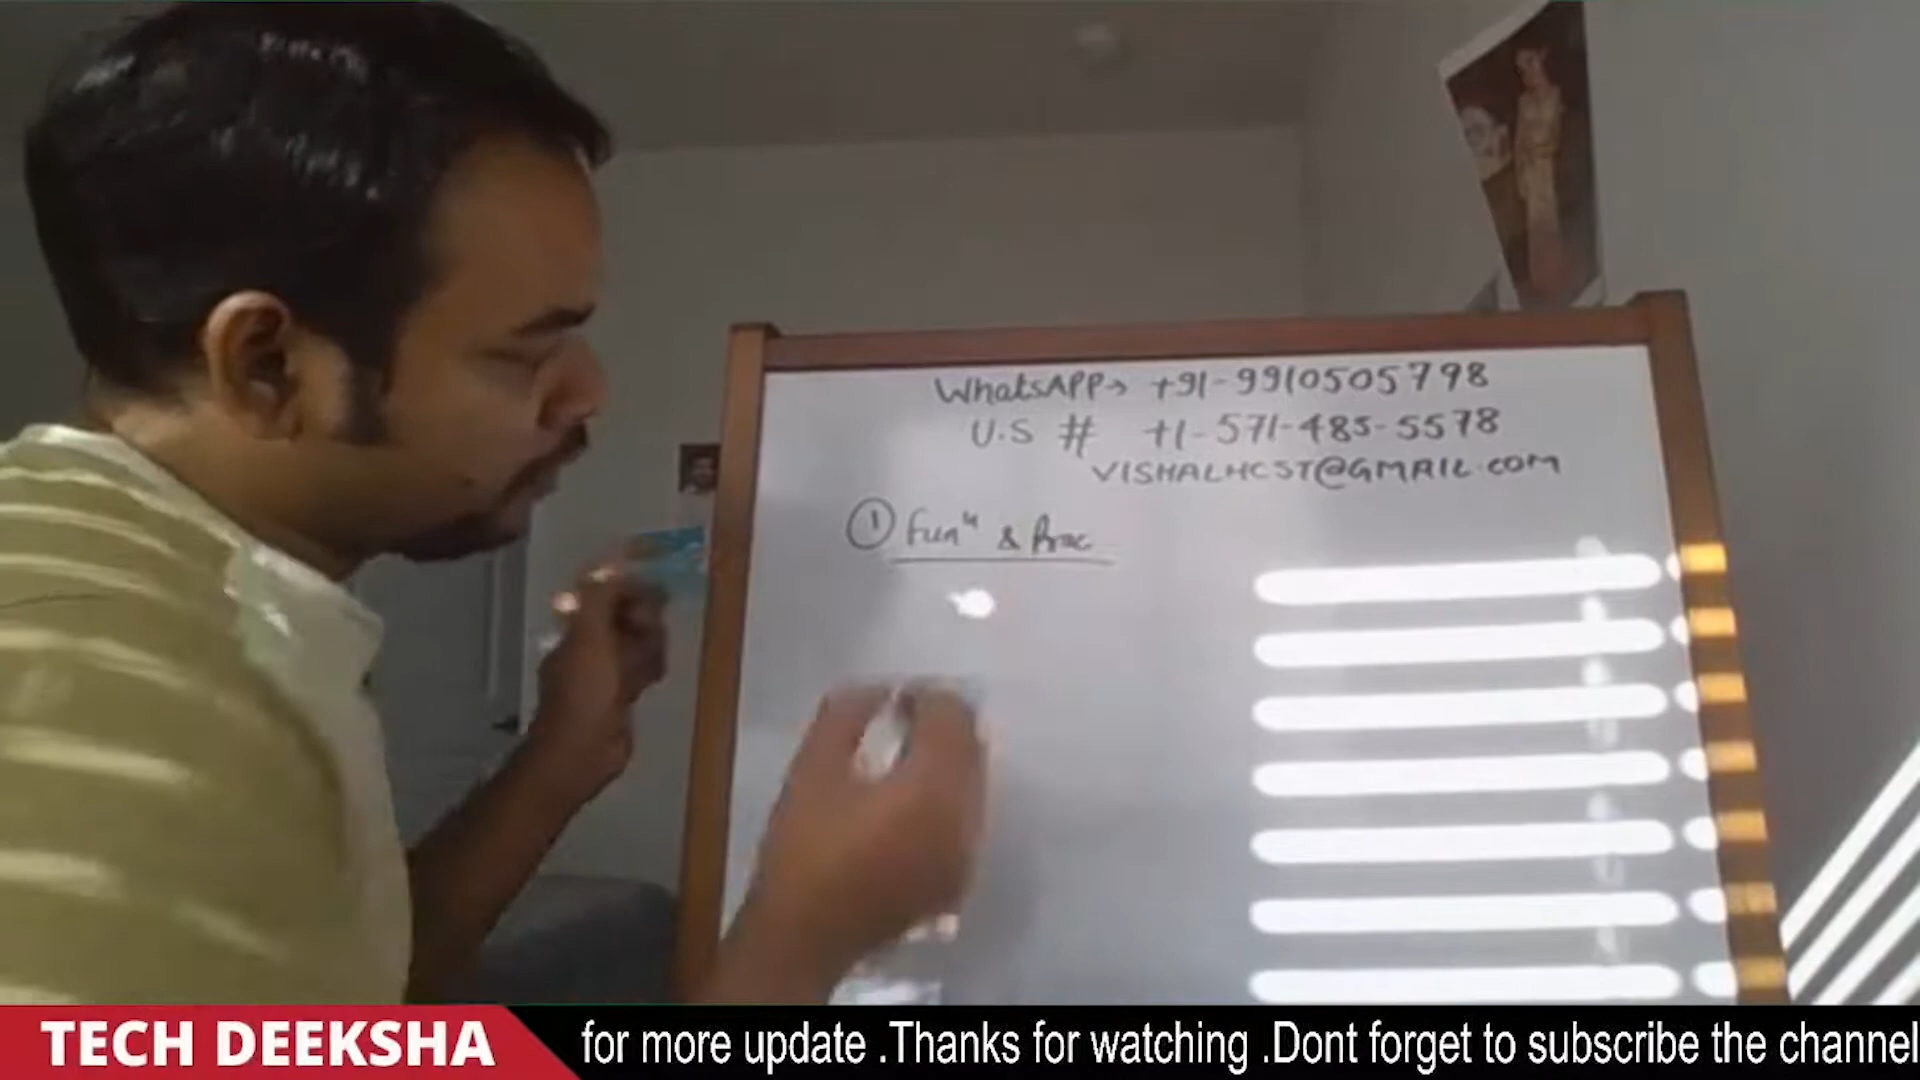 WhatsAPP→ +91-9910505798
U.S # +1-571-485-5578
VISHALHCST@GMAIL.COM
① Funⁿ & Proc
TECH DEEKSHA
for more update .Thanks for watching .Dont forget to subscribe the channel